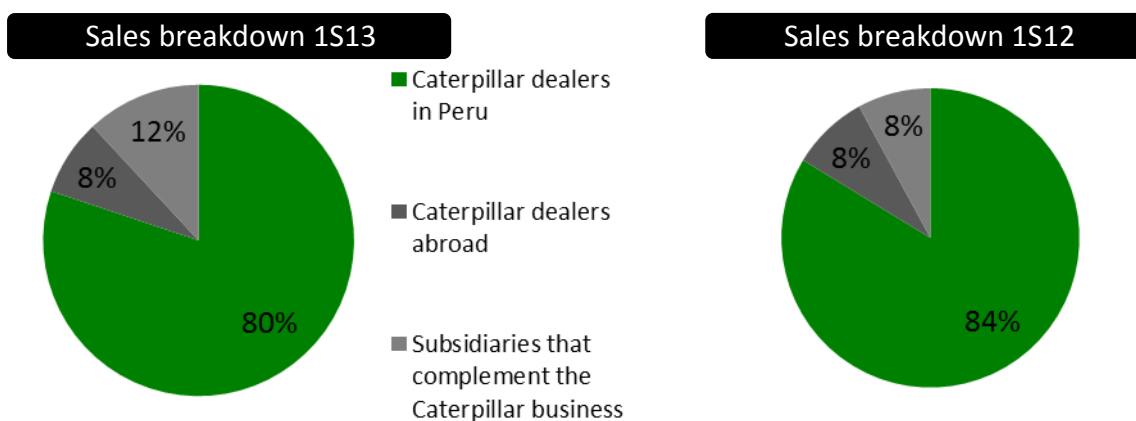 Sales breakdown 1S13
Sales breakdown 1S12
12%
8%
80%
Caterpillar dealers
in Peru
Caterpillar dealers
abroad
Subsidiaries that
complement the
Caterpillar business
8%
8%
84%